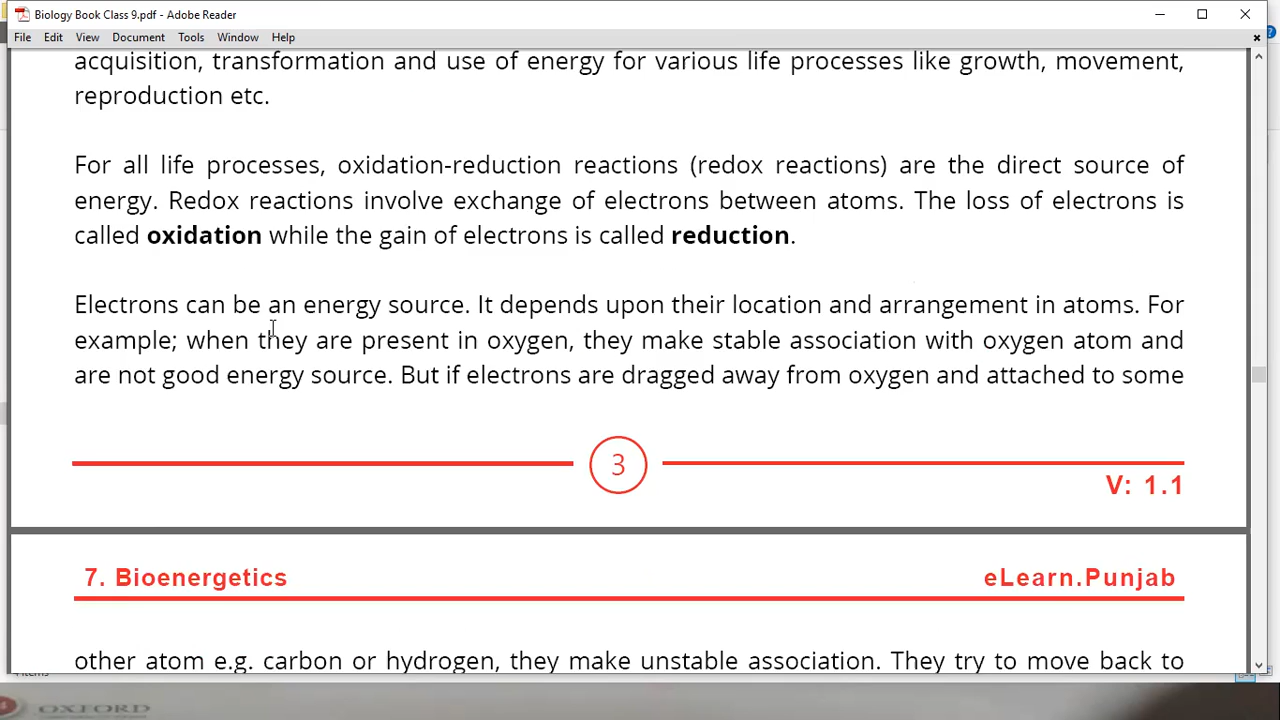 Biology Book Class 9.pdf - Adobe Reader
File Edit View Document Tools Window Help
acquisition, transformation and use of energy for various life processes like growth, movement,
reproduction etc.
For all life processes, oxidation-reduction reactions (redox reactions) are the direct source of
energy. Redox reactions involve exchange of electrons between atoms. The loss of electrons is
called oxidation while the gain of electrons is called reduction.
Electrons can be an energy source. It depends upon their location and arrangement in atoms. For
example; when they are present in oxygen, they make stable association with oxygen atom and
are not good energy source. But if electrons are dragged away from oxygen and attached to some
3
V: 1.1
7. Bioenergetics eLearn.Punjab
other atom e.g. carbon or hydrogen, they make unstable association. They try to move back to
OXFORD